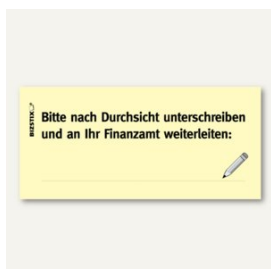 BIZSTIX
Bitte nach Durchsicht unterschreiben
und an Ihr Finanzamt weiterleiten: